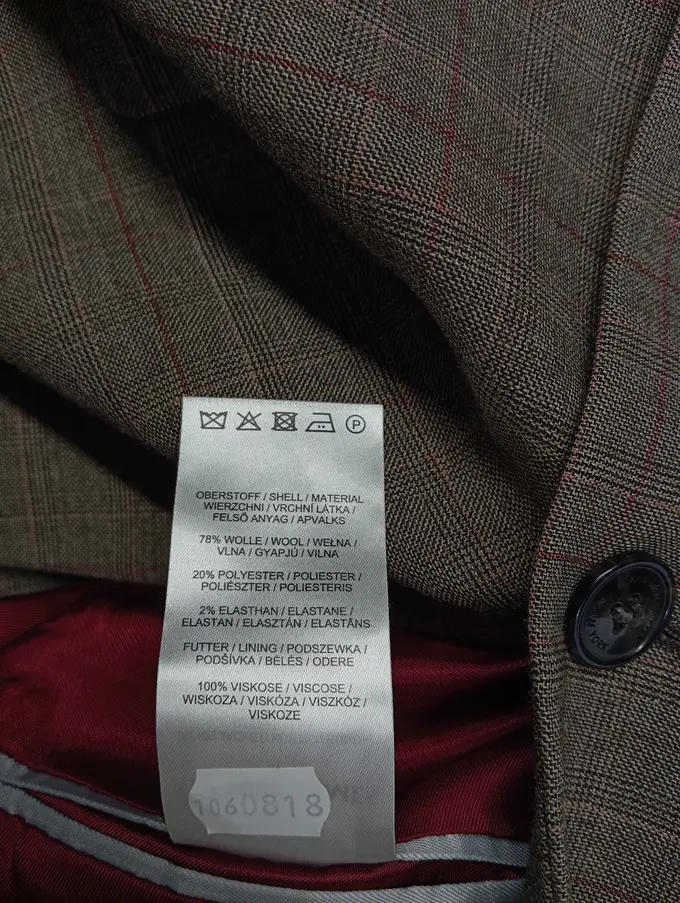 P
OBERSTOFF / SHELL / MATERIAL
WIERZCHNI / VRCHNÍ LÁTKA /
FELSŐ ANYAG / APVALKS
78% WOLLE / WOOL / WEŁNA /
VLNA / GYAPJÚ / VILNA
20% POLYESTER / POLIESTER /
POLIÉSZTER / POLIESTERIS
2% ELASTHAN / ELASTANE /
ELASTAN / ELASZTÁN / ELASTĀNS
FUTTER / LINING / PODSZEWKA /
PODŠÍVKA / BÉLÉS / ODERE
100% VISKOSE / VISCOSE /
WISKOZA / VISKÓZA / VISZKÓZ /
VISKOZE
1060818
YORK